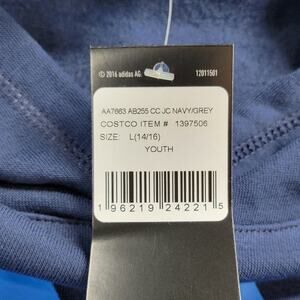 © 2016 adidas AG.
12011501
AA7663 AB255 CC JC NAVY/GREY
COSTCO ITEM # 1397506
SIZE: L(14/16)
YOUTH
1 96219 24221 5